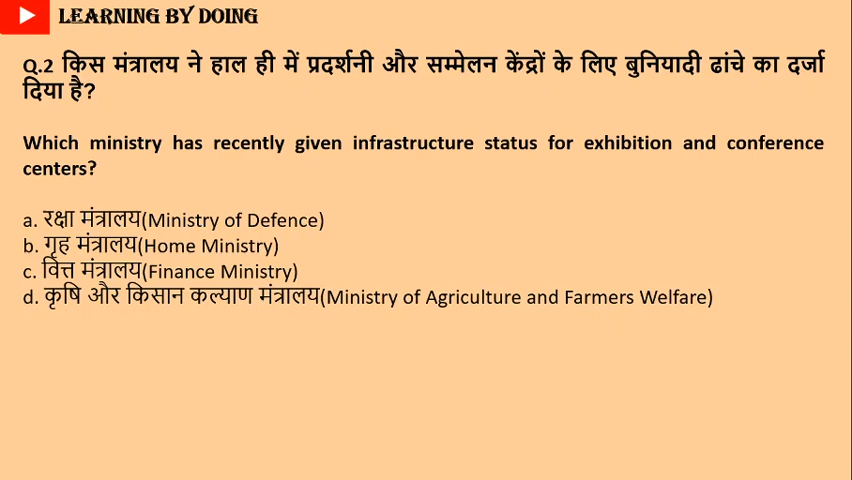 LEARNING BY DOING
Q.2 किस मंत्रालय ने हाल ही में प्रदर्शनी और सम्मेलन केंद्रों के लिए बुनियादी ढांचे का दर्जा
दिया है?
Which ministry has recently given infrastructure status for exhibition and conference
centers?
a. रक्षा मंत्रालय(Ministry of Defence)
b. गृह मंत्रालय(Home Ministry)
c. वित्त मंत्रालय(Finance Ministry)
d. कृषि और किसान कल्याण मंत्रालय(Ministry of Agriculture and Farmers Welfare)